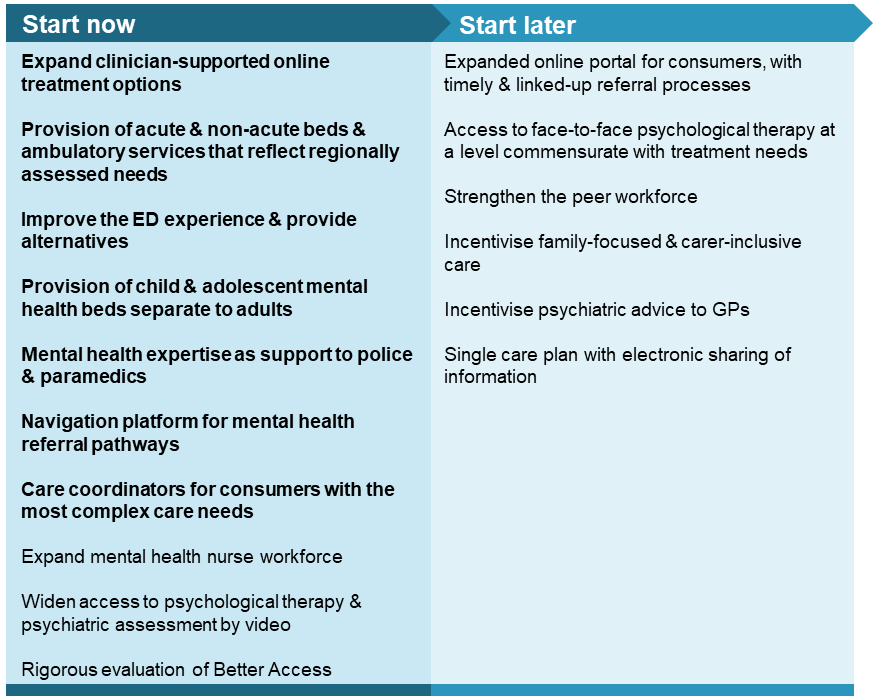 Start now
Expand clinician-supported online
treatment options
Provision of acute & non-acute beds &
ambulatory services that reflect regionally
assessed needs
Improve the ED experience & provide
alternatives
Provision of child & adolescent mental
health beds separate to adults
Mental health expertise as support to police
& paramedics
Navigation platform for mental health
referral pathways
Care coordinators for consumers with the
most complex care needs
Expand mental health nurse workforce
Widen access to psychological therapy &
psychiatric assessment by video
Rigorous evaluation of Better Access
Start later
Expanded online portal for consumers, with
timely & linked-up referral processes
Access to face-to-face psychological therapy at
a level commensurate with treatment needs
Strengthen the peer workforce
Incentivise family-focused & carer-inclusive
care
Incentivise psychiatric advice to GPs
Single care plan with electronic sharing of
information